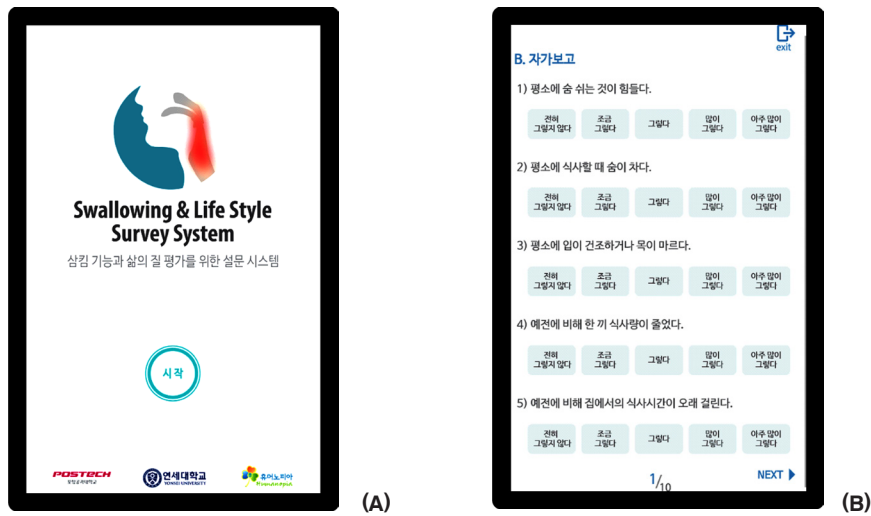 Swallowing & Life Style
Survey System
삼킴 기능과 삶의 질 평가를 위한 설문 시스템
시작
POSTECH
포항공과대학교
연세대학교
YONSEI UNIVERSITY
휴머노피아
Humanopia
(A)
exit
B. 자가보고
1) 평소에 숨 쉬는 것이 힘들다.
전혀 그렇지 않다 조금 그렇다 그렇다 많이 그렇다 아주 많이 그렇다
2) 평소에 식사할 때 숨이 차다.
전혀 그렇지 않다 조금 그렇다 그렇다 많이 그렇다 아주 많이 그렇다
3) 평소에 입이 건조하거나 목이 마르다.
전혀 그렇지 않다 조금 그렇다 그렇다 많이 그렇다 아주 많이 그렇다
4) 예전에 비해 한 끼 식사량이 줄었다.
전혀 그렇지 않다 조금 그렇다 그렇다 많이 그렇다 아주 많이 그렇다
5) 예전에 비해 집에서의 식사시간이 오래 걸린다.
전혀 그렇지 않다 조금 그렇다 그렇다 많이 그렇다 아주 많이 그렇다
1/10
NEXT
(B)